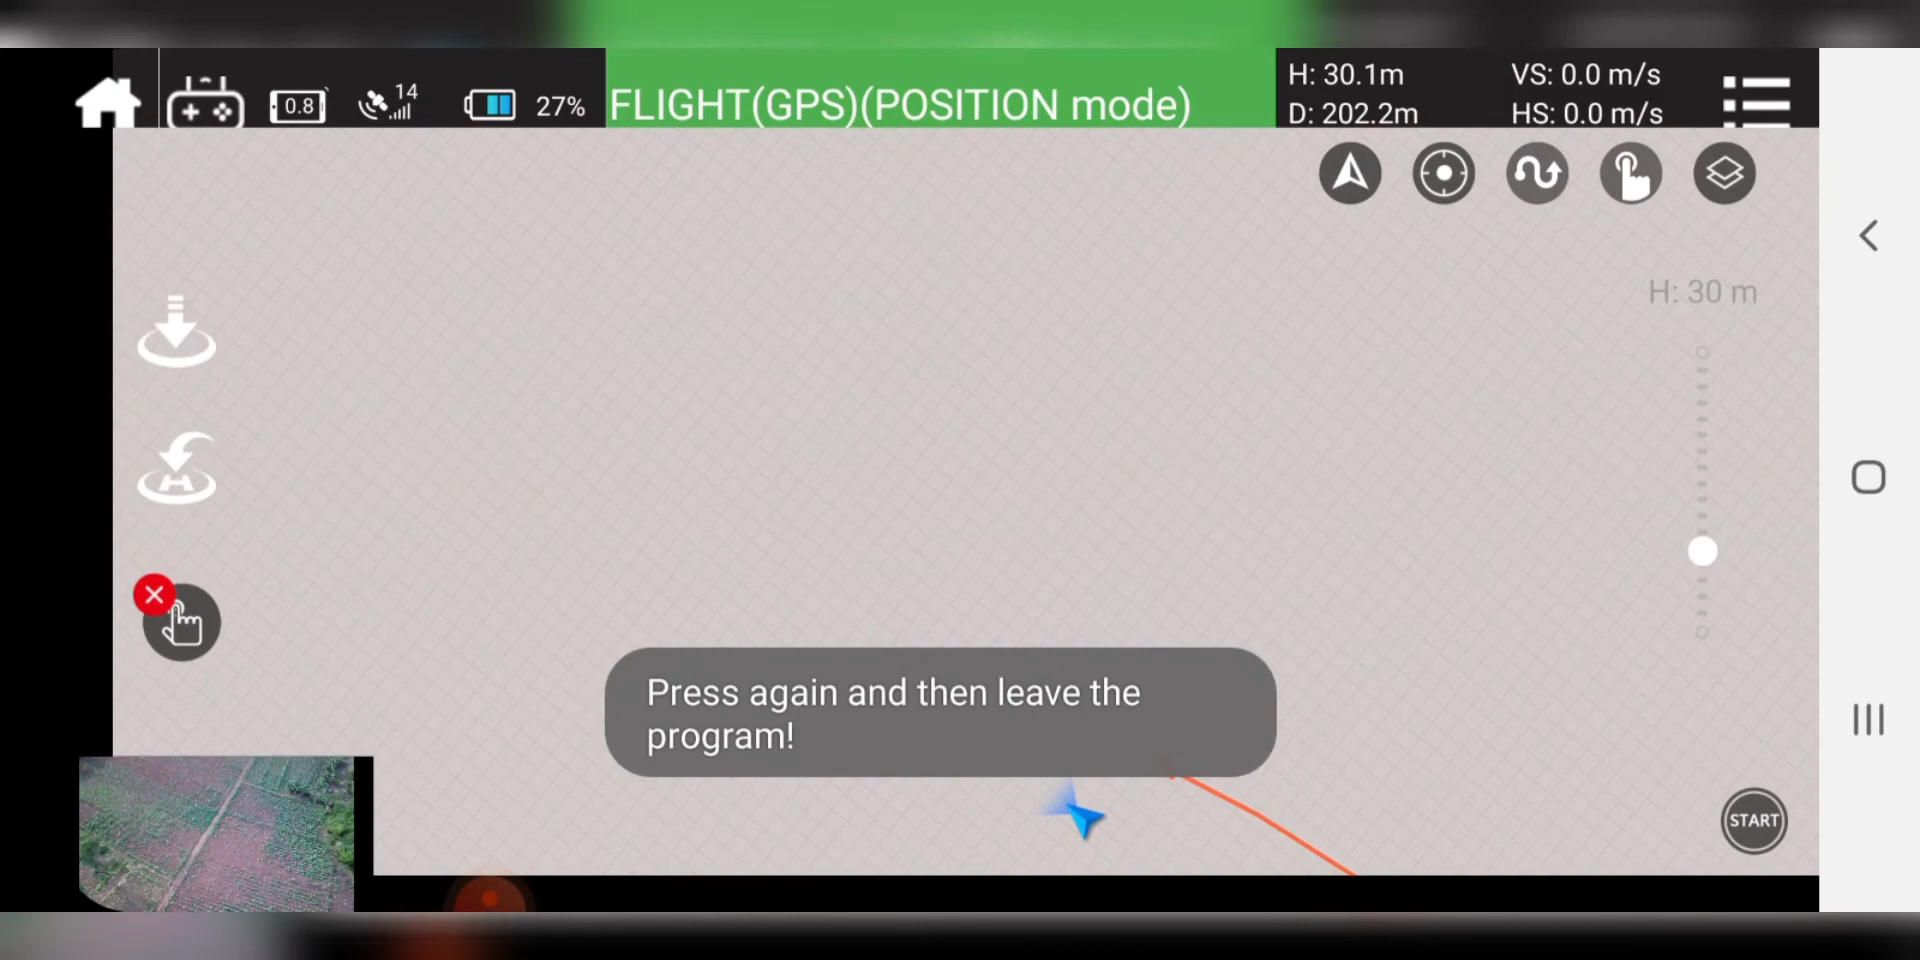 0.8
14
27%
FLIGHT(GPS)(POSITION mode)
H: 30.1m
VS: 0.0 m/s
D: 202.2m
HS: 0.0 m/s
H: 30 m
Press again and then leave the
program!
START